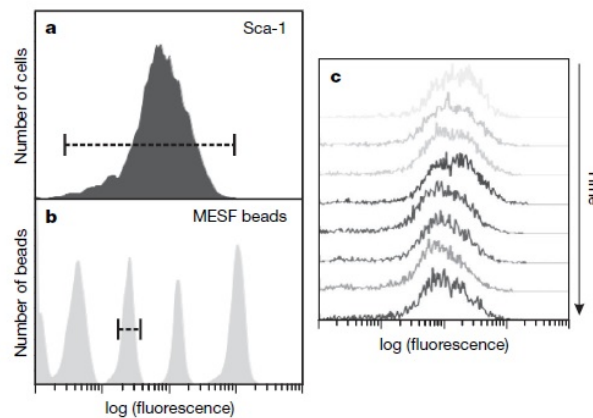 a
Sca-1
Number of cells
b
MESF beads
Number of beads
log (fluorescence)
c
Time
log (fluorescence)